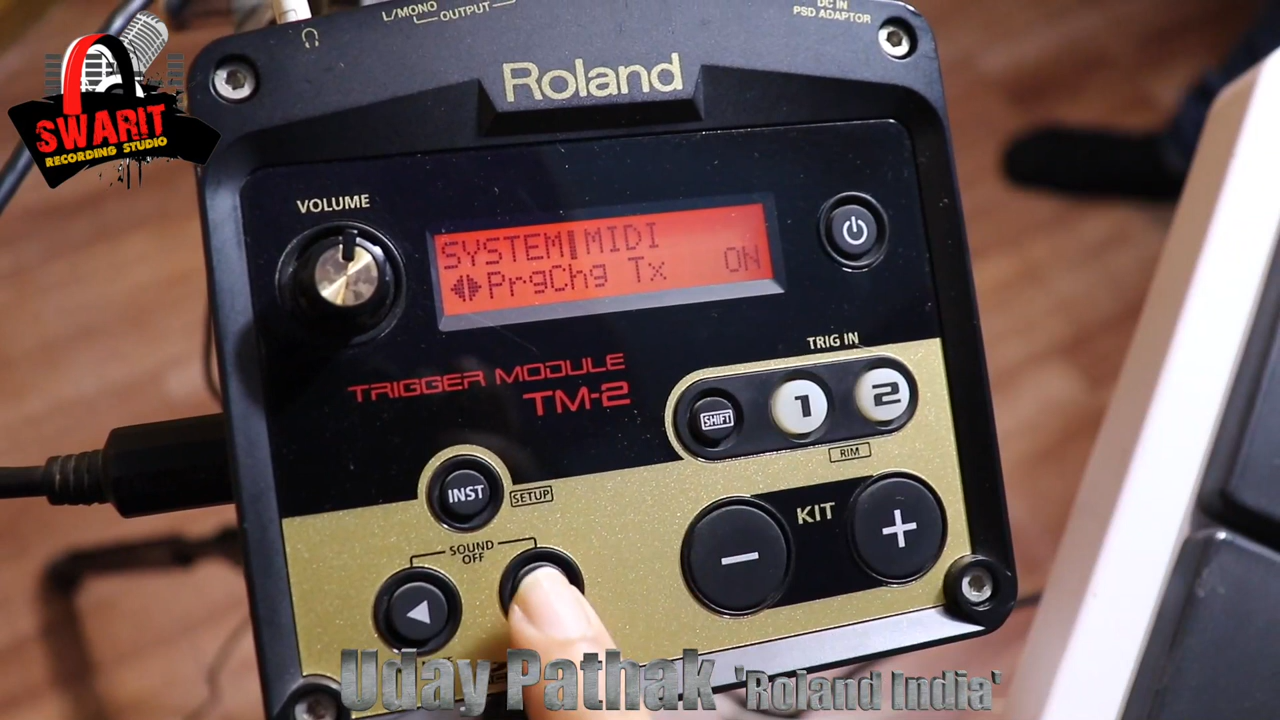 L/MONO
OUTPUT
DC IN
PSD ADAPTOR
Roland
SWARIT
RECORDING STUDIO
VOLUME
SYSTEM MIDI
PrgChg Tx ON
TRIG IN
TRIGGER MODULE
TM-2
SHIFT
1
2
RIM
INST
SETUP
KIT
SOUND
OFF
Uday Pathak 'Roland India'